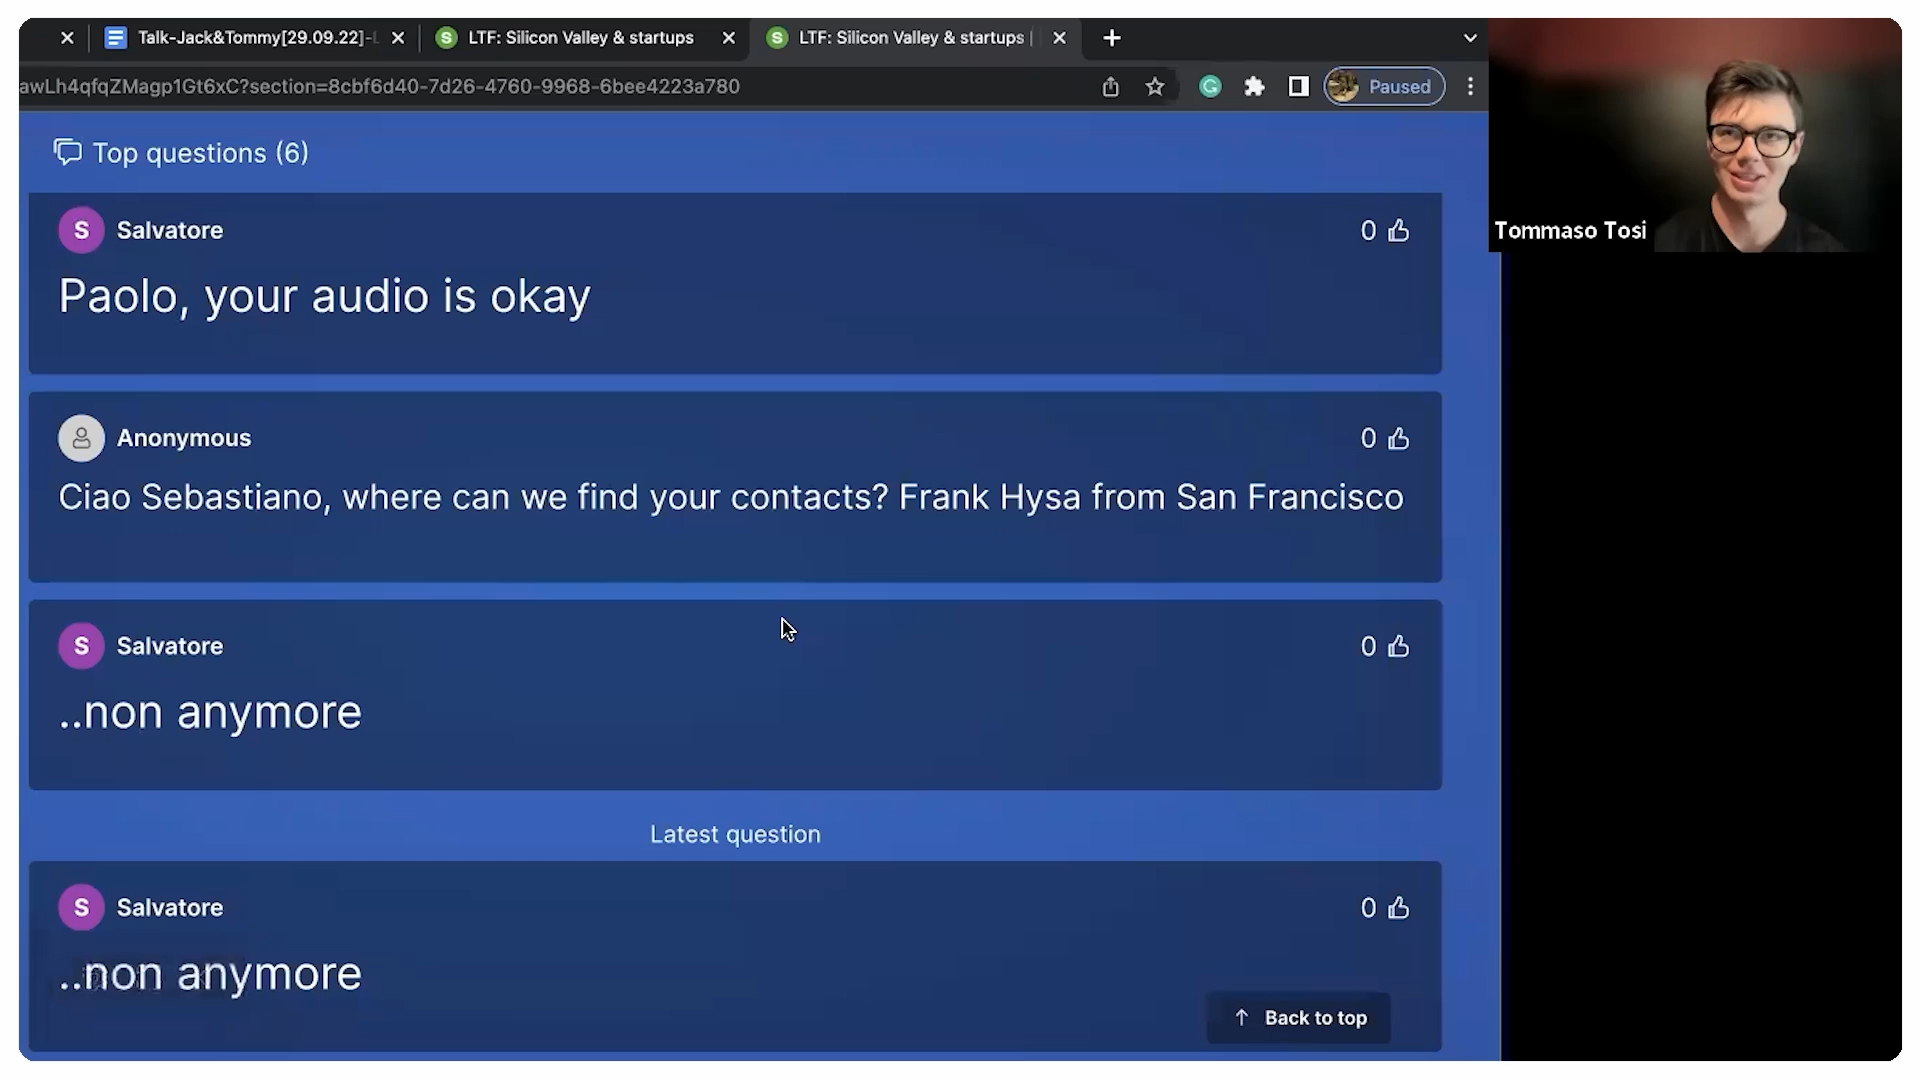 Talk-Jack&Tommy[29.09.22]-L
LTF: Silicon Valley & startups
LTF: Silicon Valley & startups |
awLh4qfqZMagp1Gt6xC?section=8cbf6d40-7d26-4760-9968-6bee4223a780
Paused
Top questions (6)
S Salvatore 0
Paolo, your audio is okay
Anonymous 0
Ciao Sebastiano, where can we find your contacts? Frank Hysa from San Francisco
S Salvatore 0
..non anymore
Latest question
S Salvatore 0
..non anymore
Back to top
Tommaso Tosi